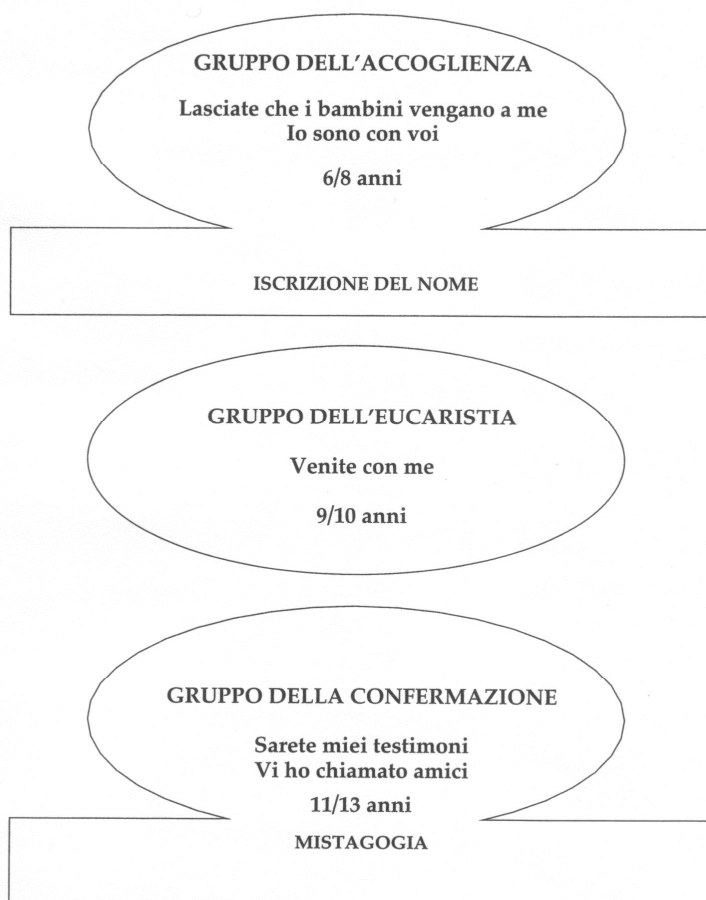 GRUPPO DELL'ACCOGLIENZA
Lasciate che i bambini vengano a me
Io sono con voi
6/8 anni
ISCRIZIONE DEL NOME
GRUPPO DELL'EUCARISTIA
Venite con me
9/10 anni
GRUPPO DELLA CONFERMAZIONE
Sarete miei testimoni
Vi ho chiamato amici
11/13 anni
MISTAGOGIA